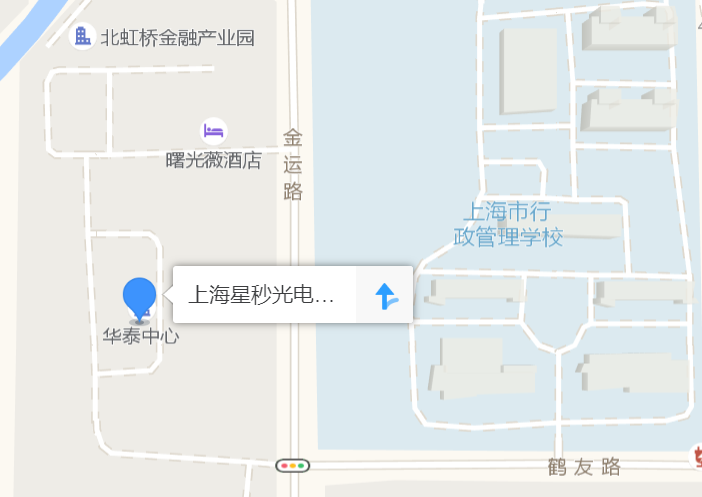 北虹桥金融产业园
金运路
曙光薇酒店
上海市行
政管理学校
上海星秒光电...
华泰中心
鹤友路